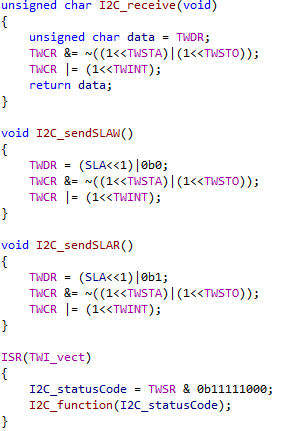 unsigned char I2C_receive(void)
{
    unsigned char data = TWDR;
    TWCR &= ~((1<<TWSTA)|(1<<TWSTO));
    TWCR |= (1<<TWINT);
    return data;
}

void I2C_sendSLAW()
{
    TWDR = (SLA<<1)|0b0;
    TWCR &= ~((1<<TWSTA)|(1<<TWSTO));
    TWCR |= (1<<TWINT);
}

void I2C_sendSLAR()
{
    TWDR = (SLA<<1)|0b1;
    TWCR &= ~((1<<TWSTA)|(1<<TWSTO));
    TWCR |= (1<<TWINT);
}

ISR(TWI_vect)
{
    I2C_statusCode = TWSR & 0b11111000;
    I2C_function(I2C_statusCode);
}